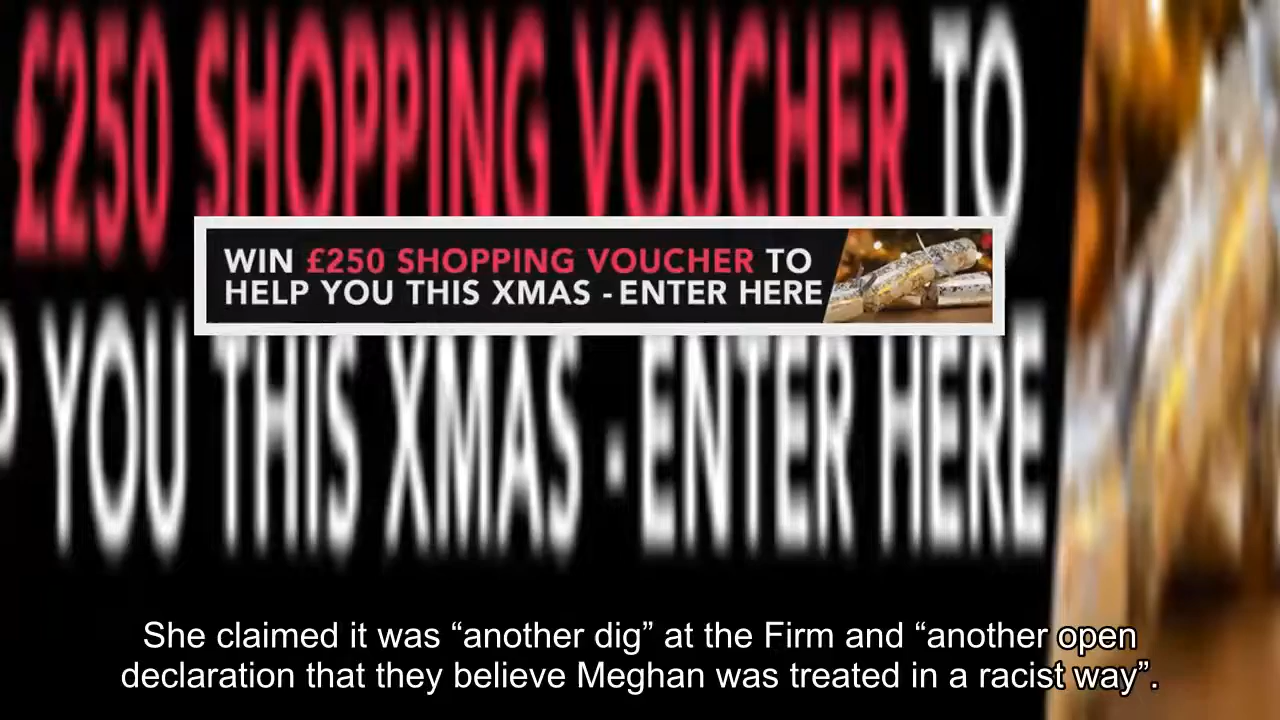 £250 SHOPPING VOUCHER TO
WIN £250 SHOPPING VOUCHER TO
HELP YOU THIS XMAS - ENTER HERE
P YOU THIS XMAS - ENTER HERE
She claimed it was “another dig” at the Firm and “another open
declaration that they believe Meghan was treated in a racist way”.